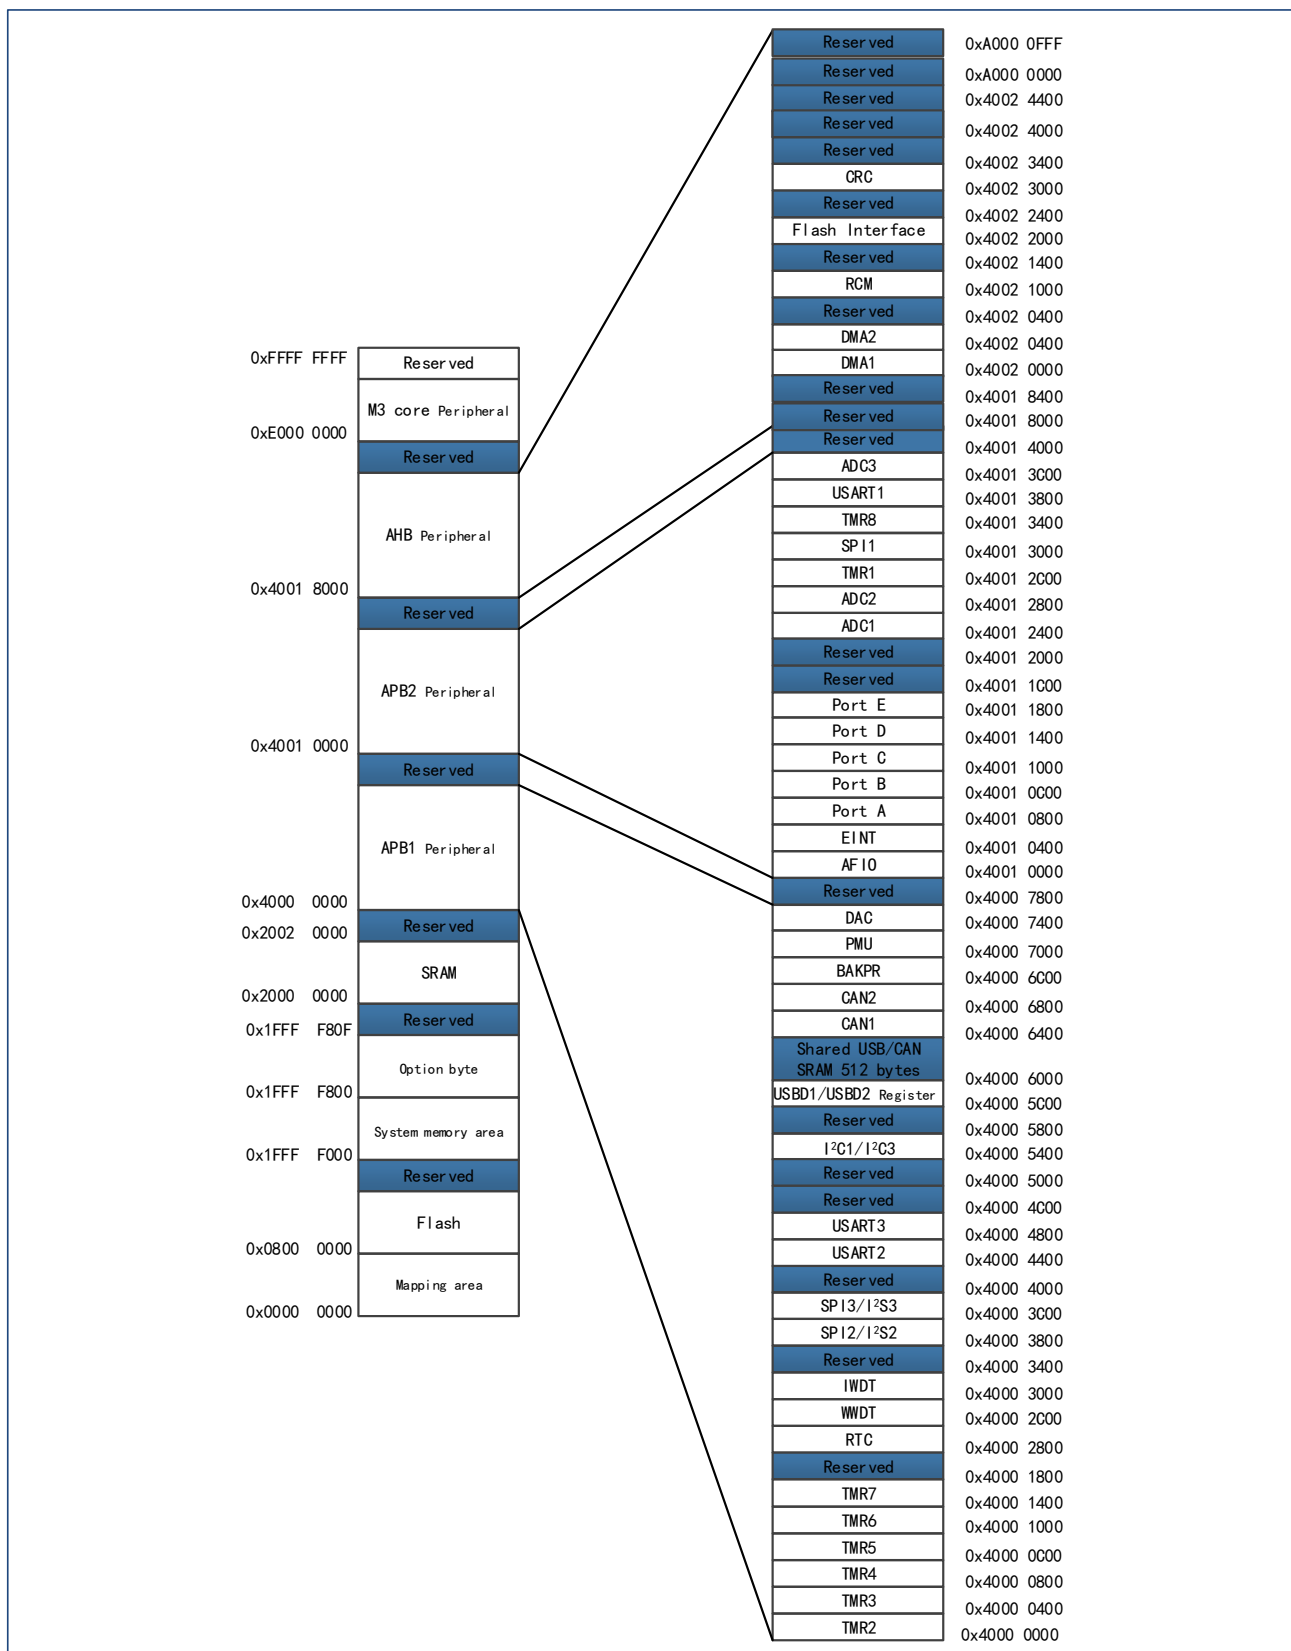 0xFFFF FFFF
Reserved
M3 core Peripheral
0xE000 0000
Reserved
AHB Peripheral
0x4001 8000
Reserved
APB2 Peripheral
0x4001 0000
Reserved
APB1 Peripheral
0x4000 0000
Reserved
0x2002 0000
SRAM
0x2000 0000
Reserved
0x1FFF F80F
Option byte
0x1FFF F800
System memory area
0x1FFF F000
Reserved
Flash
0x0800 0000
Mapping area
0x0000 0000
Reserved 0xA000 0FFF
Reserved 0xA000 0000
Reserved 0x4002 4400
Reserved 0x4002 4000
Reserved 0x4002 3400
CRC 0x4002 3000
Reserved 0x4002 2400
Flash Interface 0x4002 2000
Reserved 0x4002 1400
RCM 0x4002 1000
Reserved 0x4002 0400
DMA2 0x4002 0400
DMA1 0x4002 0000
Reserved 0x4001 8400
Reserved 0x4001 8000
Reserved 0x4001 4000
ADC3 0x4001 3C00
USART1 0x4001 3800
TMR8 0x4001 3400
SPI1 0x4001 3000
TMR1 0x4001 2C00
ADC2 0x4001 2800
ADC1 0x4001 2400
Reserved 0x4001 2000
Reserved 0x4001 1C00
Port E 0x4001 1800
Port D 0x4001 1400
Port C 0x4001 1000
Port B 0x4001 0C00
Port A 0x4001 0800
EINT 0x4001 0400
AFIO 0x4001 0000
Reserved 0x4000 7800
DAC 0x4000 7400
PMU 0x4000 7000
BAKPR 0x4000 6C00
CAN2 0x4000 6800
CAN1 0x4000 6400
Shared USB/CAN
SRAM 512 bytes 0x4000 6000
USBD1/USBD2 Register 0x4000 5C00
Reserved 0x4000 5800
I²C1/I²C3 0x4000 5400
Reserved 0x4000 5000
Reserved 0x4000 4C00
USART3 0x4000 4800
USART2 0x4000 4400
Reserved 0x4000 4000
SPI3/I²S3 0x4000 3C00
SPI2/I²S2 0x4000 3800
Reserved 0x4000 3400
IWDT 0x4000 3000
WWDT 0x4000 2C00
RTC 0x4000 2800
Reserved 0x4000 1800
TMR7 0x4000 1400
TMR6 0x4000 1000
TMR5 0x4000 0C00
TMR4 0x4000 0800
TMR3 0x4000 0400
TMR2 0x4000 0000